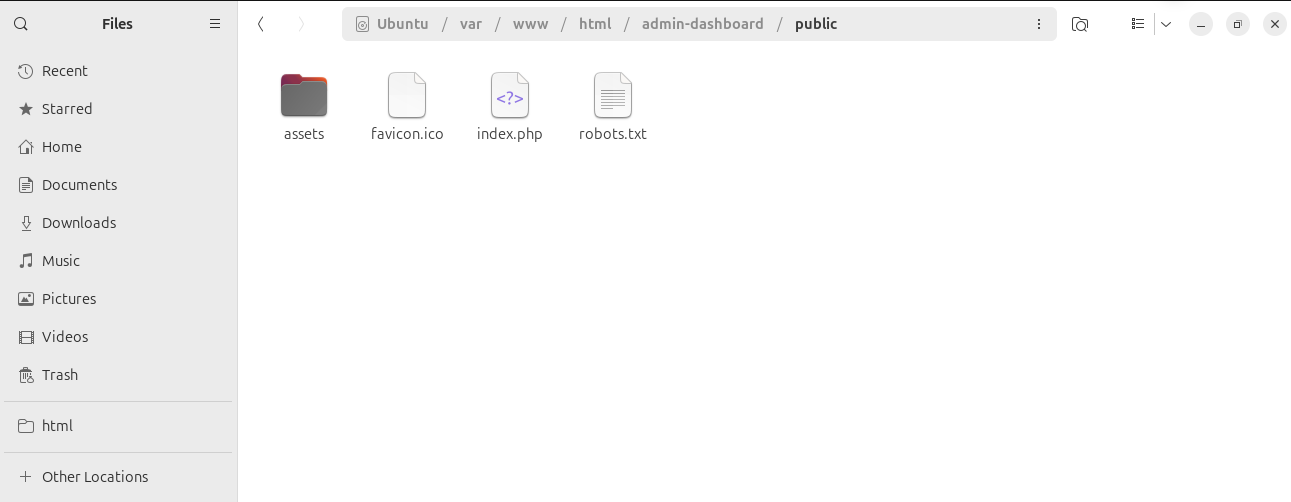 Files
Ubuntu / var / www / html / admin-dashboard / public
Recent
Starred
Home
Documents
Downloads
Music
Pictures
Videos
Trash
html
Other Locations
assets
favicon.ico
<?>
index.php
robots.txt